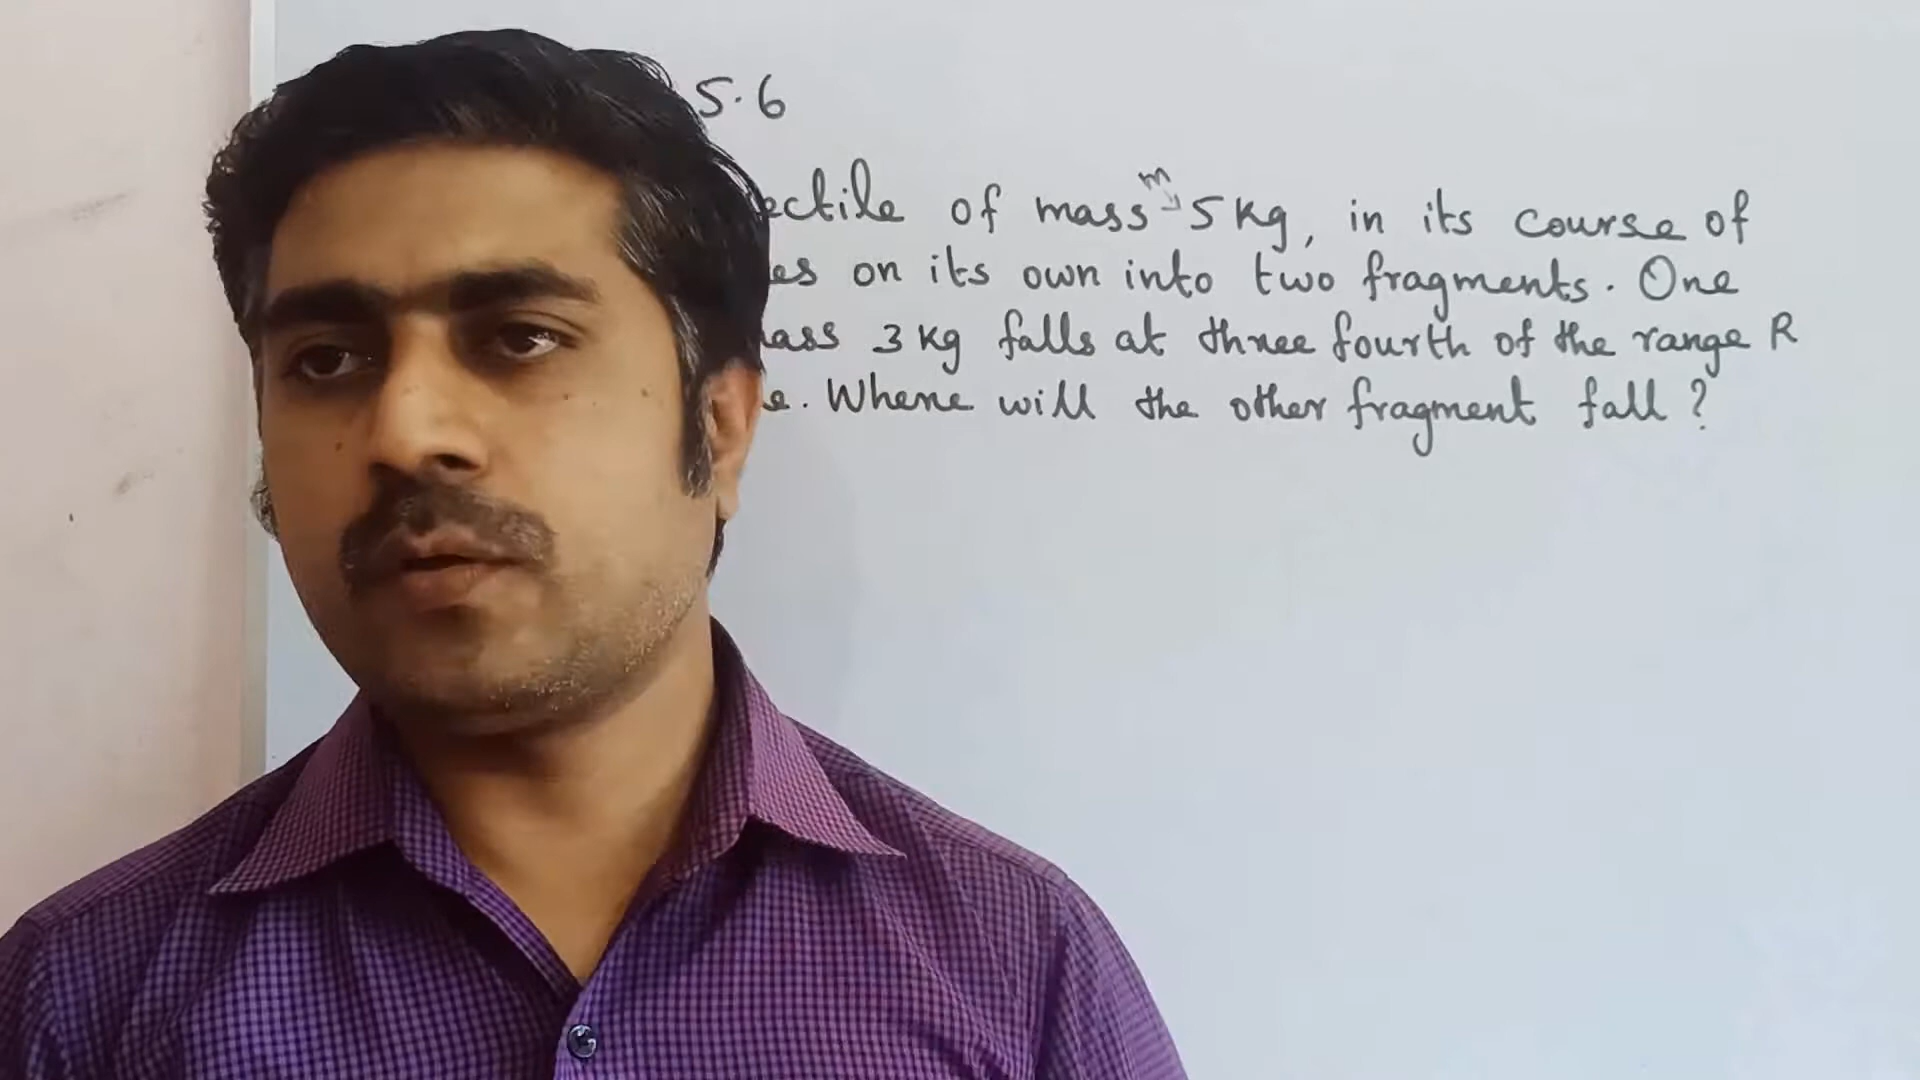 5.6
ectile of mass m 5 kg, in its course of
es on its own into two fragments. One
ass 3 kg falls at three fourth of the range R
e. Where will the other fragment fall ?